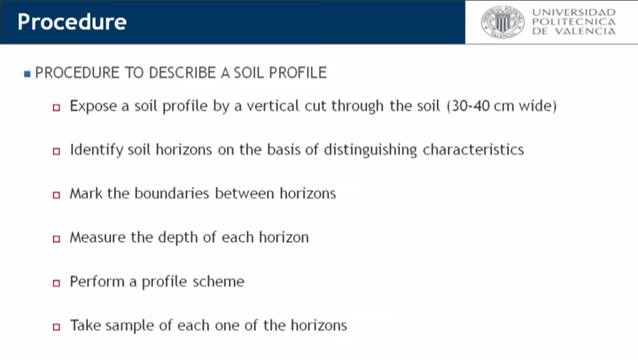 Procedure
UNIVERSIDAD
POLITECNICA
DE VALENCIA
PROCEDURE TO DESCRIBE A SOIL PROFILE
Expose a soil profile by a vertical cut through the soil (30-40 cm wide)
Identify soil horizons on the basis of distinguishing characteristics
Mark the boundaries between horizons
Measure the depth of each horizon
Perform a profile scheme
Take sample of each one of the horizons